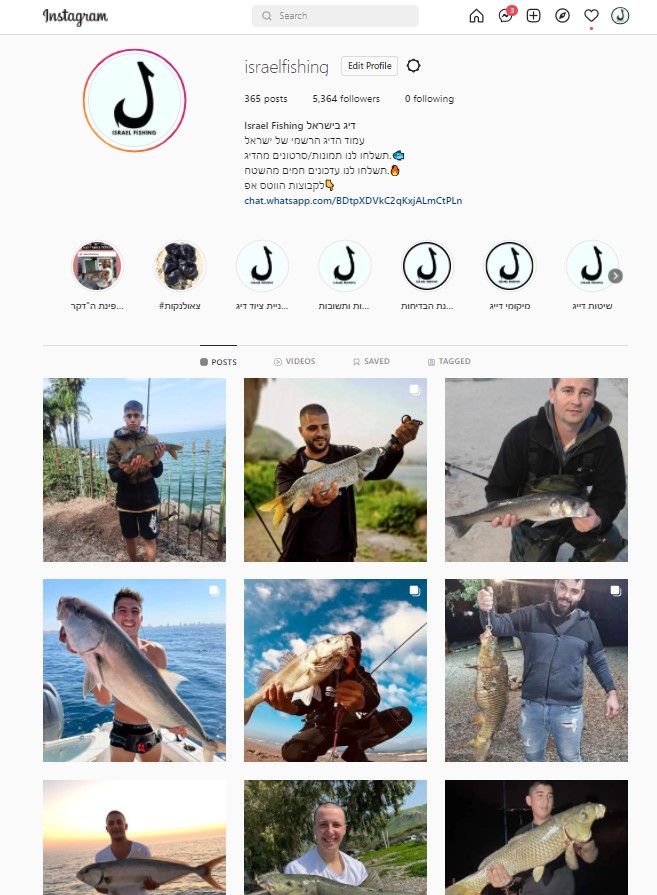 Instagram
Search
3
israelfishing
Edit Profile
365 posts
5,364 followers
0 following
Israel Fishing דיג בישראל
עמוד הדיג הרשמי של ישראל
תשלחו לנו תמונות/סרטונים מהדיג.🐟
תשלחו לנו עדכונים חמים מהשטח.🔥
לקבוצות הווטס אפ👇
chat.whatsapp.com/BDtpXDVkC2qKxjALmCtPLn
ISRAEL FISHING
פינת ה"דקר...
#צאולנקות
...ניית ציוד דיג
...ות ותשובות
...נת הבדיחות
מיקומי דייג
שיטות דייג
POSTS
VIDEOS
SAVED
TAGGED